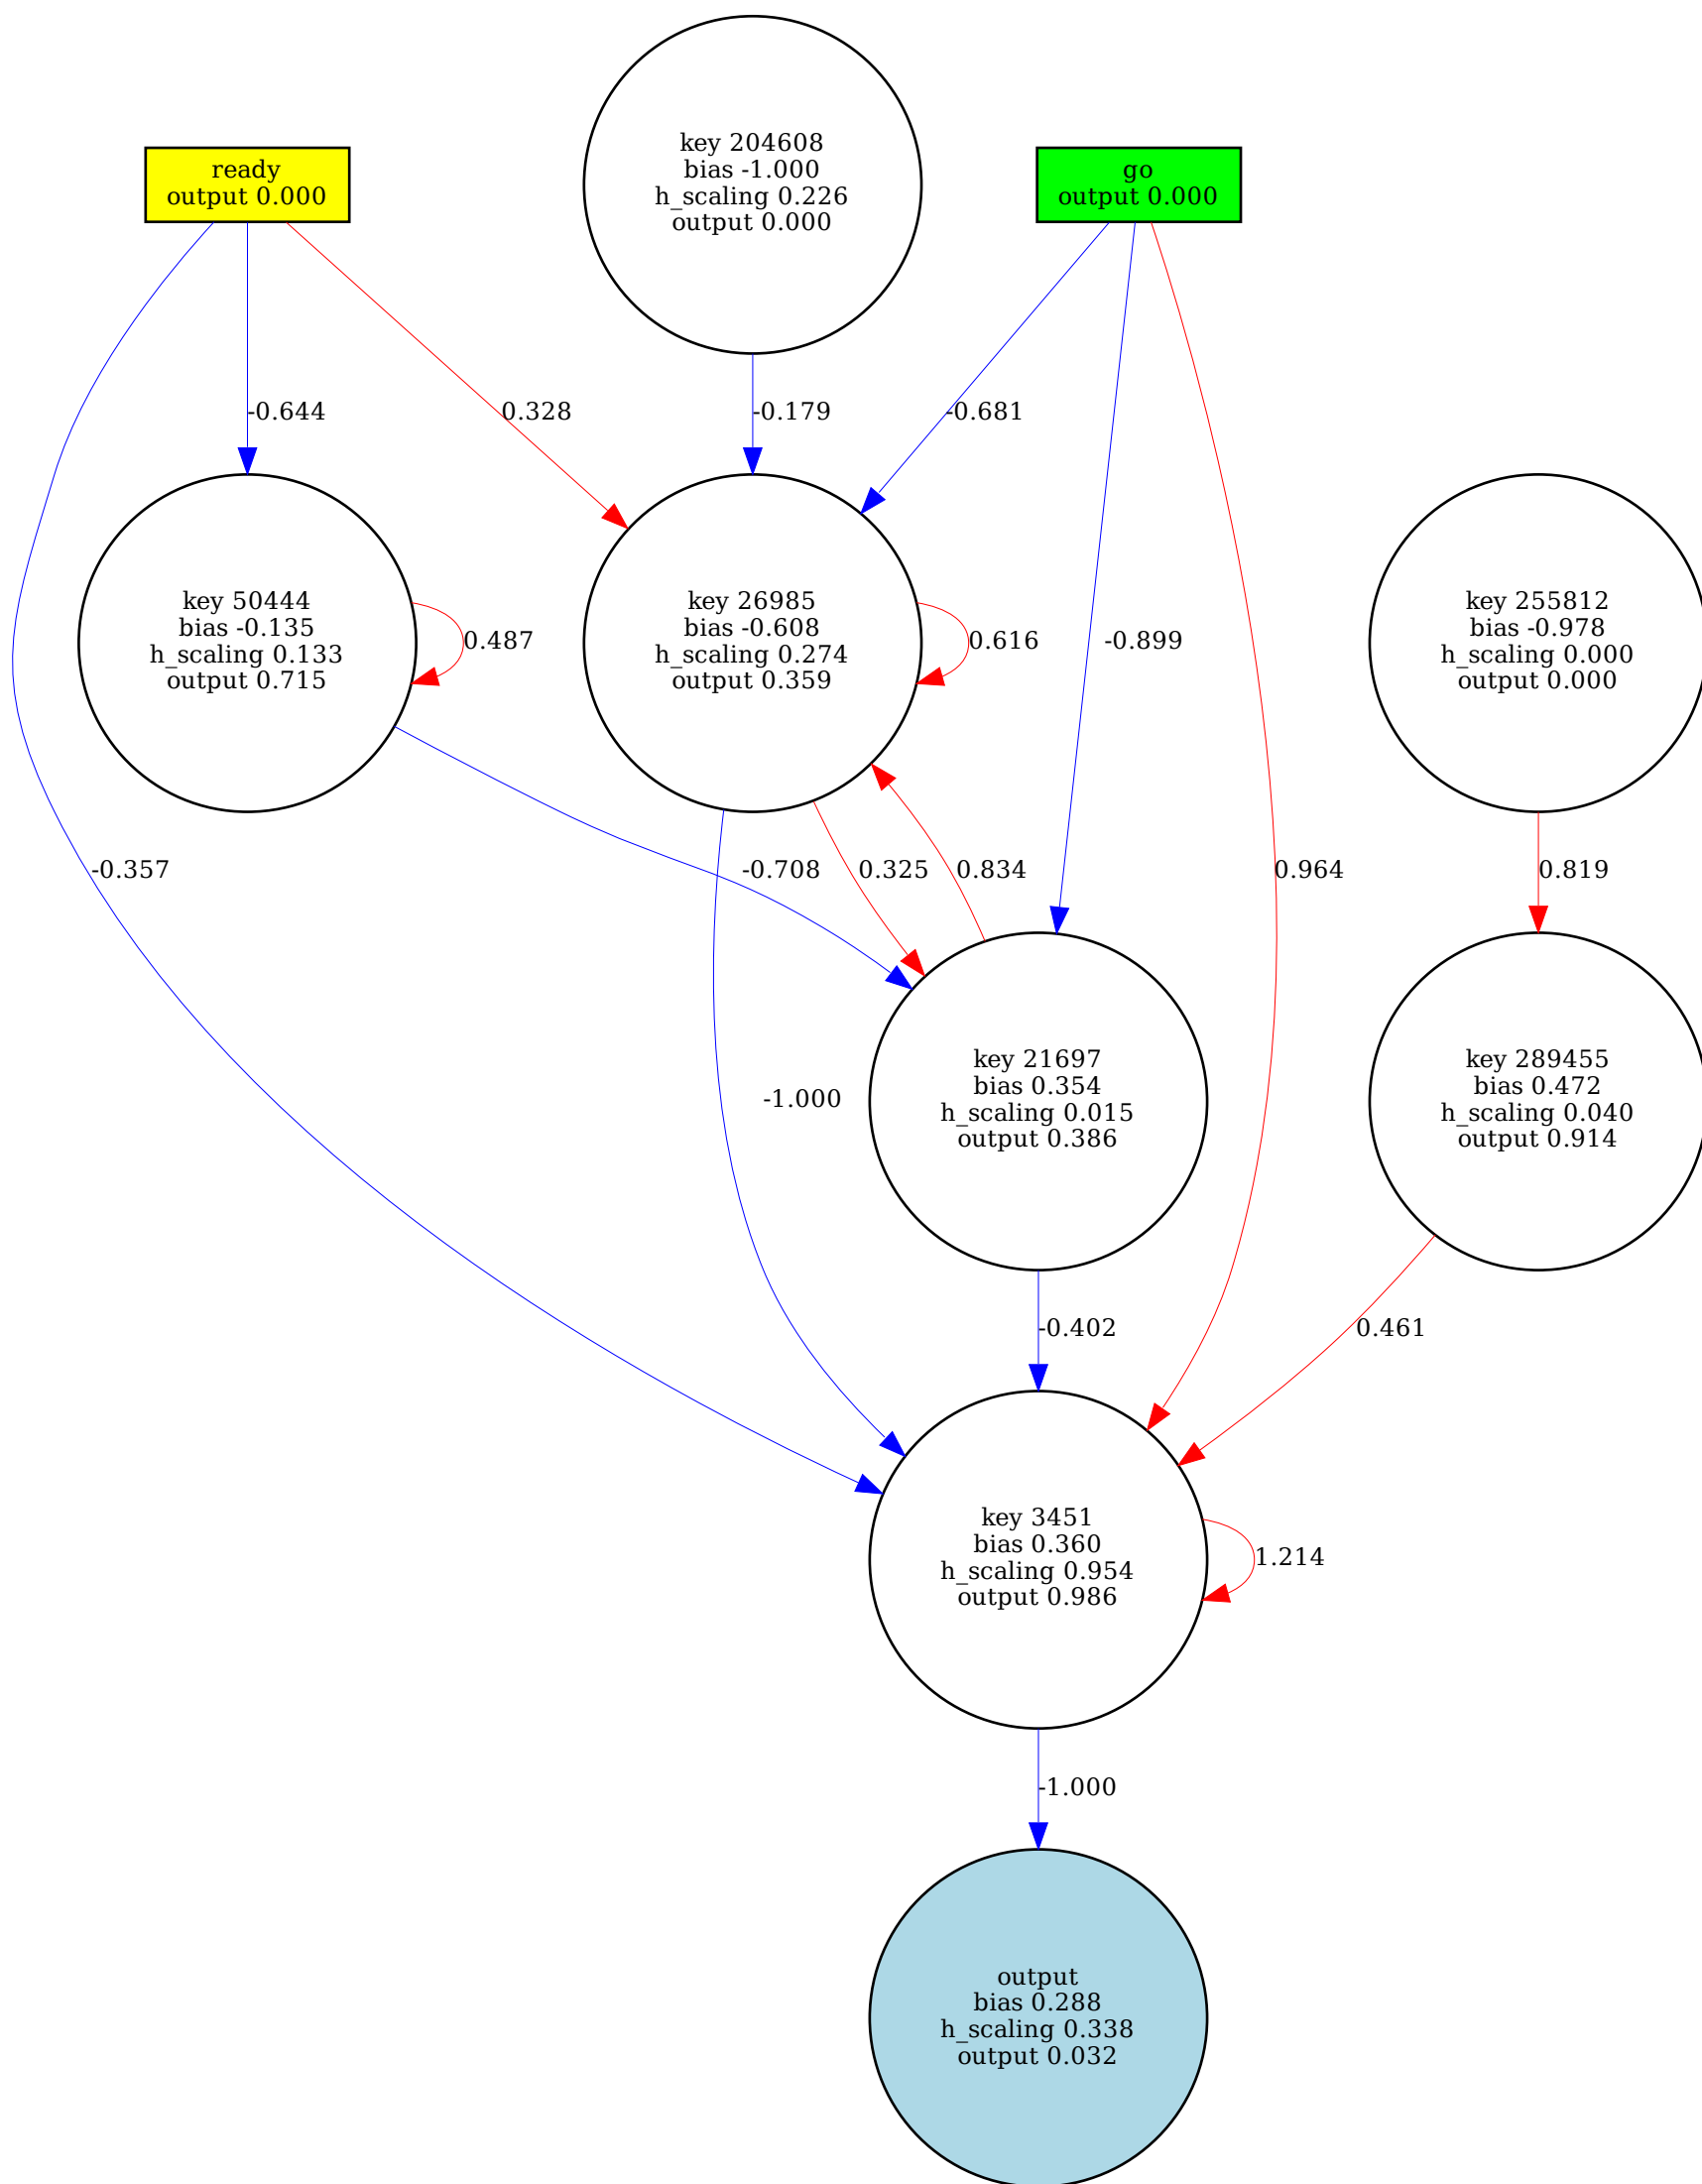 key 204608
bias -1.000
h_scaling 0.226
output 0.000
ready
output 0.000
go
output 0.000
-0.644
0.328
-0.179
-0.681
key 50444
bias -0.135
h_scaling 0.133
output 0.715
0.487
key 26985
bias -0.608
h_scaling 0.274
output 0.359
0.616
-0.899
key 255812
bias -0.978
h_scaling 0.000
output 0.000
-0.357
-0.708
0.325
0.834
0.964
0.819
key 21697
bias 0.354
h_scaling 0.015
output 0.386
-1.000
key 289455
bias 0.472
h_scaling 0.040
output 0.914
-0.402
0.461
key 3451
bias 0.360
h_scaling 0.954
output 0.986
1.214
-1.000
output
bias 0.288
h_scaling 0.338
output 0.032